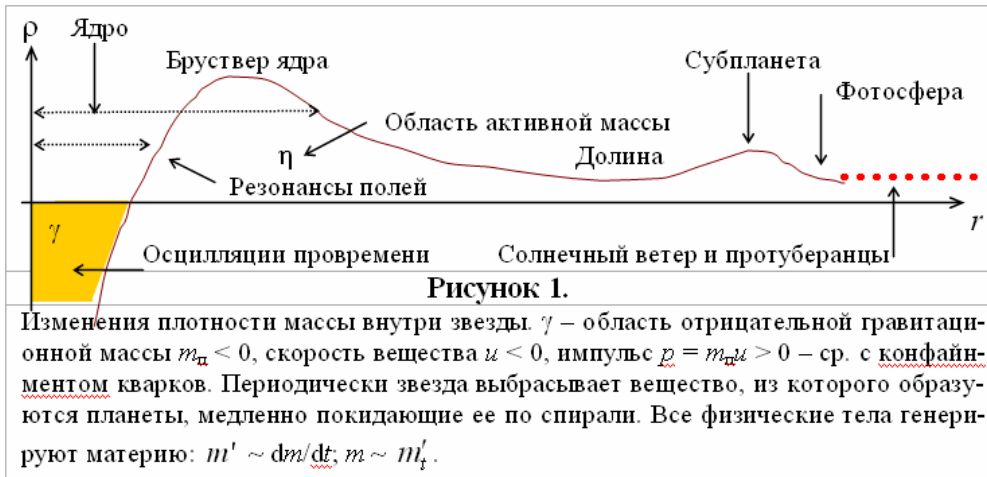 ρ Ядро
Бруствер ядра
Субпланета
Фотосфера
Область активной массы
η
Долина
Резонансы полей
r
γ
Осцилляции провремени
Солнечный ветер и протуберанцы
Рисунок 1.
Изменения плотности массы внутри звезды. γ – область отрицательной гравитаци-
онной массы mп < 0, скорость вещества u < 0, импульс p = mпu > 0 – ср. с конфайн-
ментом кварков. Периодически звезда выбрасывает вещество, из которого образу-
ются планеты, медленно покидающие ее по спирали. Все физические тела генери-
руют материю: m' ~ dm/dt; m ~ m't .